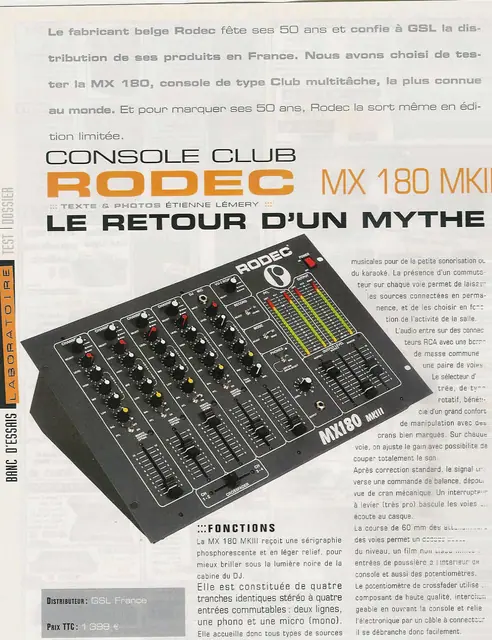 Le fabricant belge Rodec fête ses 50 ans et confie à GSL la dis-
tribution de ses produits en France. Nous avons choisi de tes-
ter la MX 180, console de type Club multitâche, la plus connue
au monde. Et pour marquer ses 50 ans, Rodec la sort même en édi-
tion limitée.
CONSOLE CLUB
RODEC MX 180 MKII
::: TEXTE & PHOTOS ÉTIENNE LÉMERY :::
LE RETOUR D'UN MYTHE
BANC D'ESSAIS LABORATOIRE TEST | DOSSIER
RODEC
MX180 MKIII
:::FONCTIONS
La MX 180 MKIII reçoit une sérigraphie
phosphorescente et en léger relief, pour
mieux briller sous la lumière noire de la
cabine du DJ.
Elle est constituée de quatre
tranches identiques stéréo à quatre
entrées commutables : deux lignes,
une phono et une micro (mono).
Elle accueille donc tous types de sources
musicales pour de la petite sonorisation ou
du karaoké. La présence d'un commuta-
teur sur chaque voie permet de laisser
les sources connectées en perma-
nence, et de les choisir en fonc-
tion de l'activité de la salle.
L'audio entre sur des connec-
teurs RCA avec une borne
de masse commune
une paire de voies.
Le sélecteur d'
trée, de type
rotatif, bénéfi-
cie d'un grand confort
de manipulation avec des
crans bien marqués. Sur chaque
voie, on ajuste le gain avec possibilité de
couper totalement le son.
Après correction standard, le signal
verse une commande de balance, dépour-
vue de cran mécanique. Un interrupteur
à levier (très pro) bascule les voies
écoute au casque.
La course de 60 mm des
des voies permet un
du niveau, un film
entrées de poussière à l'intérieur de
console et aussi des potentiomètres.
Le potentiomètre de crossfader utilise
composant de haute qualité, interchan-
geable en ouvrant la console et relié
l'électronique par un câble à connecteur
Il se débranche donc facilement.
DISTRIBUTEUR : GSL France
PRIX TTC : 1 399 €